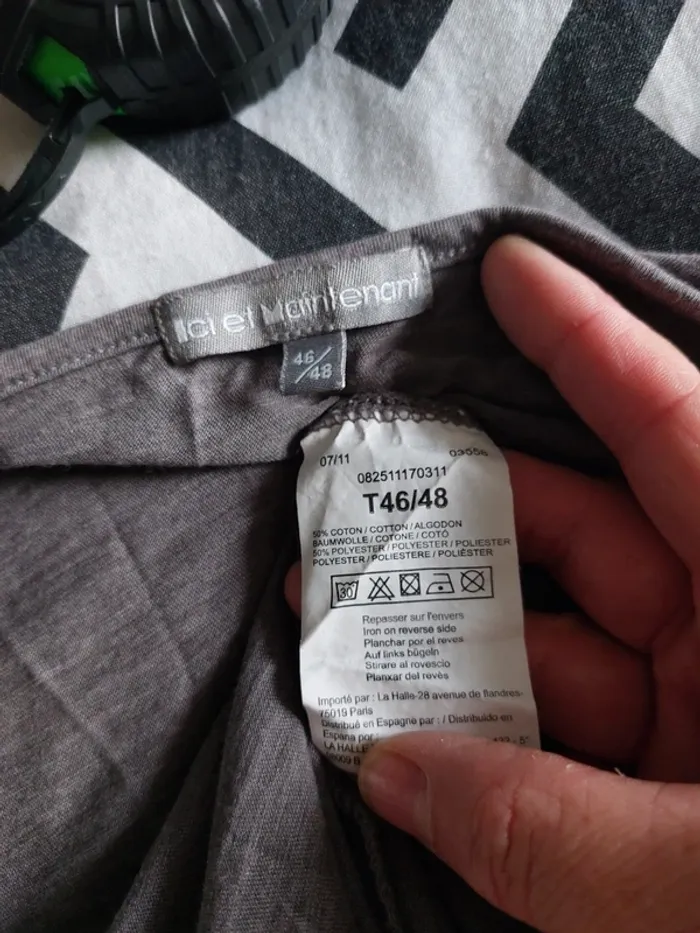 Ici et Maintenant
46/48
07/11 03556
082511170311
T46/48
50% COTON / COTTON / ALGODON
BAUMWOLLE / COTONE / COTÓ
50% POLYESTER / POLYESTER / POLIESTER
POLYESTER / POLIESTERE / POLIÈSTER
30
Repasser sur l'envers
Iron on reverse side
Planchar por el reves
Auf links bügeln
Stirare al rovescio
Planxar del revès
Importé par : La Halle-28 avenue de flandres-
75019 Paris
Distribué en Espagne par : / Distribuido en
Espana por :
LA HALLE